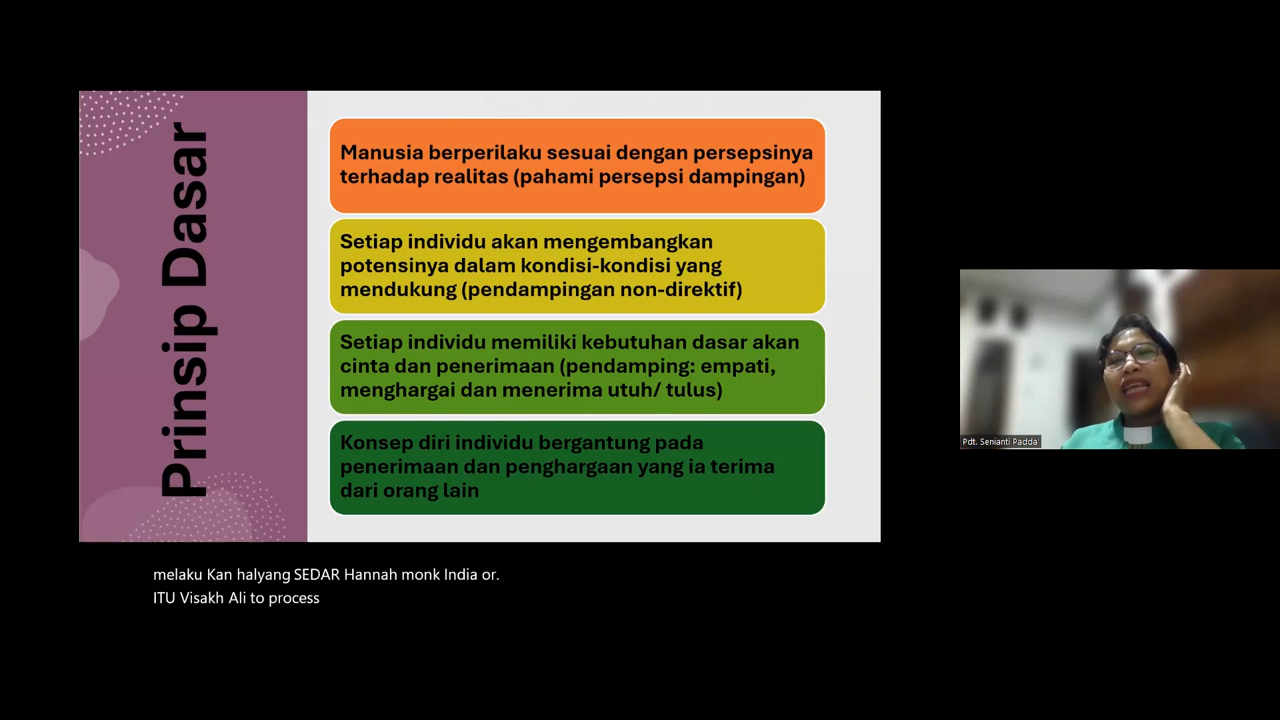 Prinsip Dasar
Manusia berperilaku sesuai dengan persepsinya
terhadap realitas (pahami persepsi dampingan)
Setiap individu akan mengembangkan
potensinya dalam kondisi-kondisi yang
mendukung (pendampingan non-direktif)
Setiap individu memiliki kebutuhan dasar akan
cinta dan penerimaan (pendamping: empati,
menghargai dan menerima utuh/ tulus)
Konsep diri individu bergantung pada
penerimaan dan penghargaan yang ia terima
dari orang lain
Pdt. Senianti Padda'
melaku Kan halyang SEDAR Hannah monk India or.
ITU Visakh Ali to process